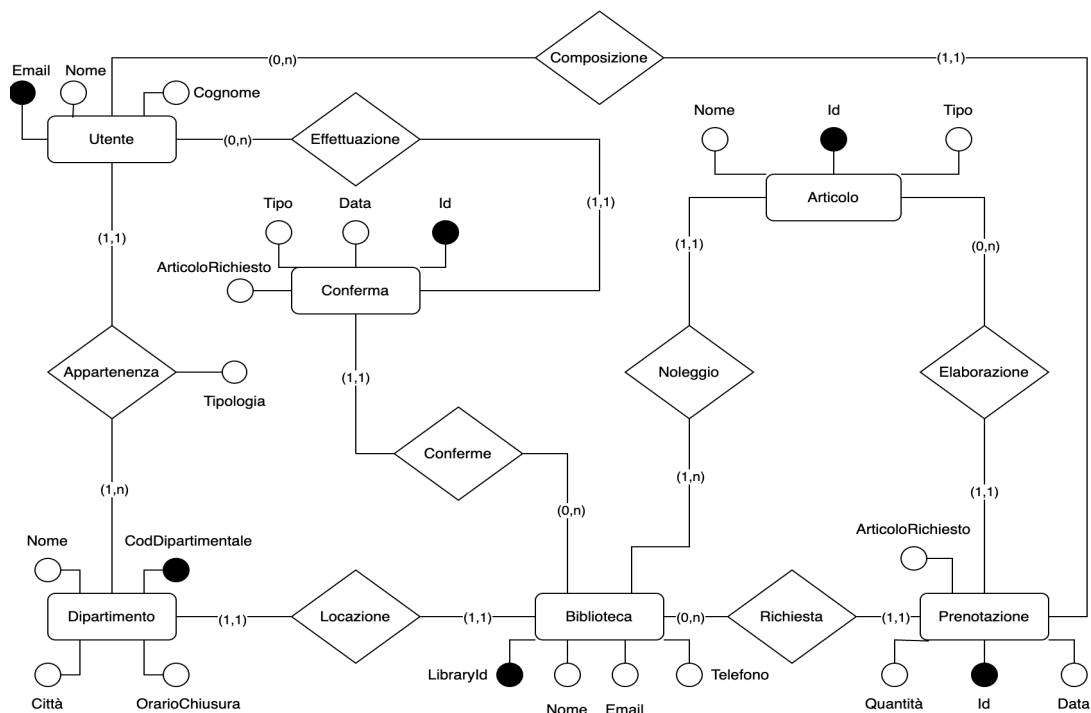 (0,n)
Composizione
(1,1)
Email
Nome
Cognome
Utente
(0,n)
Effettuazione
Nome
Id
Tipo
Articolo
(1,1)
Tipo
Data
Id
(1,1)
(1,1)
(0,n)
ArticoloRichiesto
Conferma
Appartenenza
Tipologia
(1,1)
Noleggio
Elaborazione
Conferme
(1,n)
(1,n)
(0,n)
(1,1)
ArticoloRichiesto
Nome
CodDipartimentale
Dipartimento
(1,1)
Locazione
(1,1)
Biblioteca
(0,n)
Richiesta
(1,1)
Prenotazione
LibraryId
Telefono
Città
OrarioChiusura
Nome
Email
Quantità
Id
Data